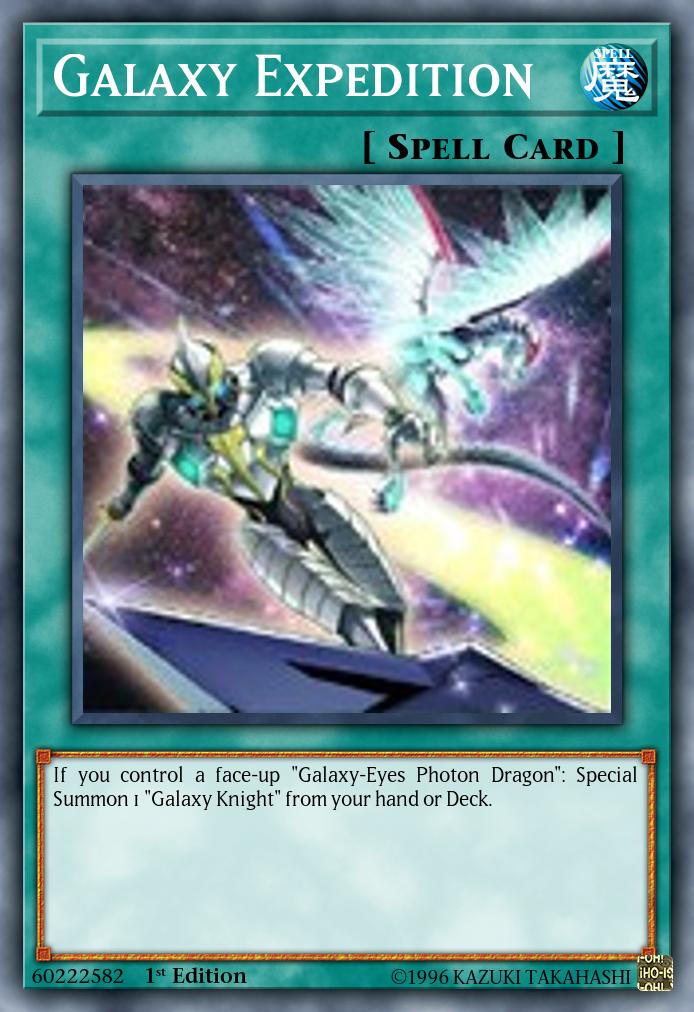 GALAXY EXPEDITION
SPELL
魔
[ SPELL CARD ]
If you control a face-up "Galaxy-Eyes Photon Dragon": Special
Summon 1 "Galaxy Knight" from your hand or Deck.
60222582 1st Edition ©1996 KAZUKI TAKAHASHI